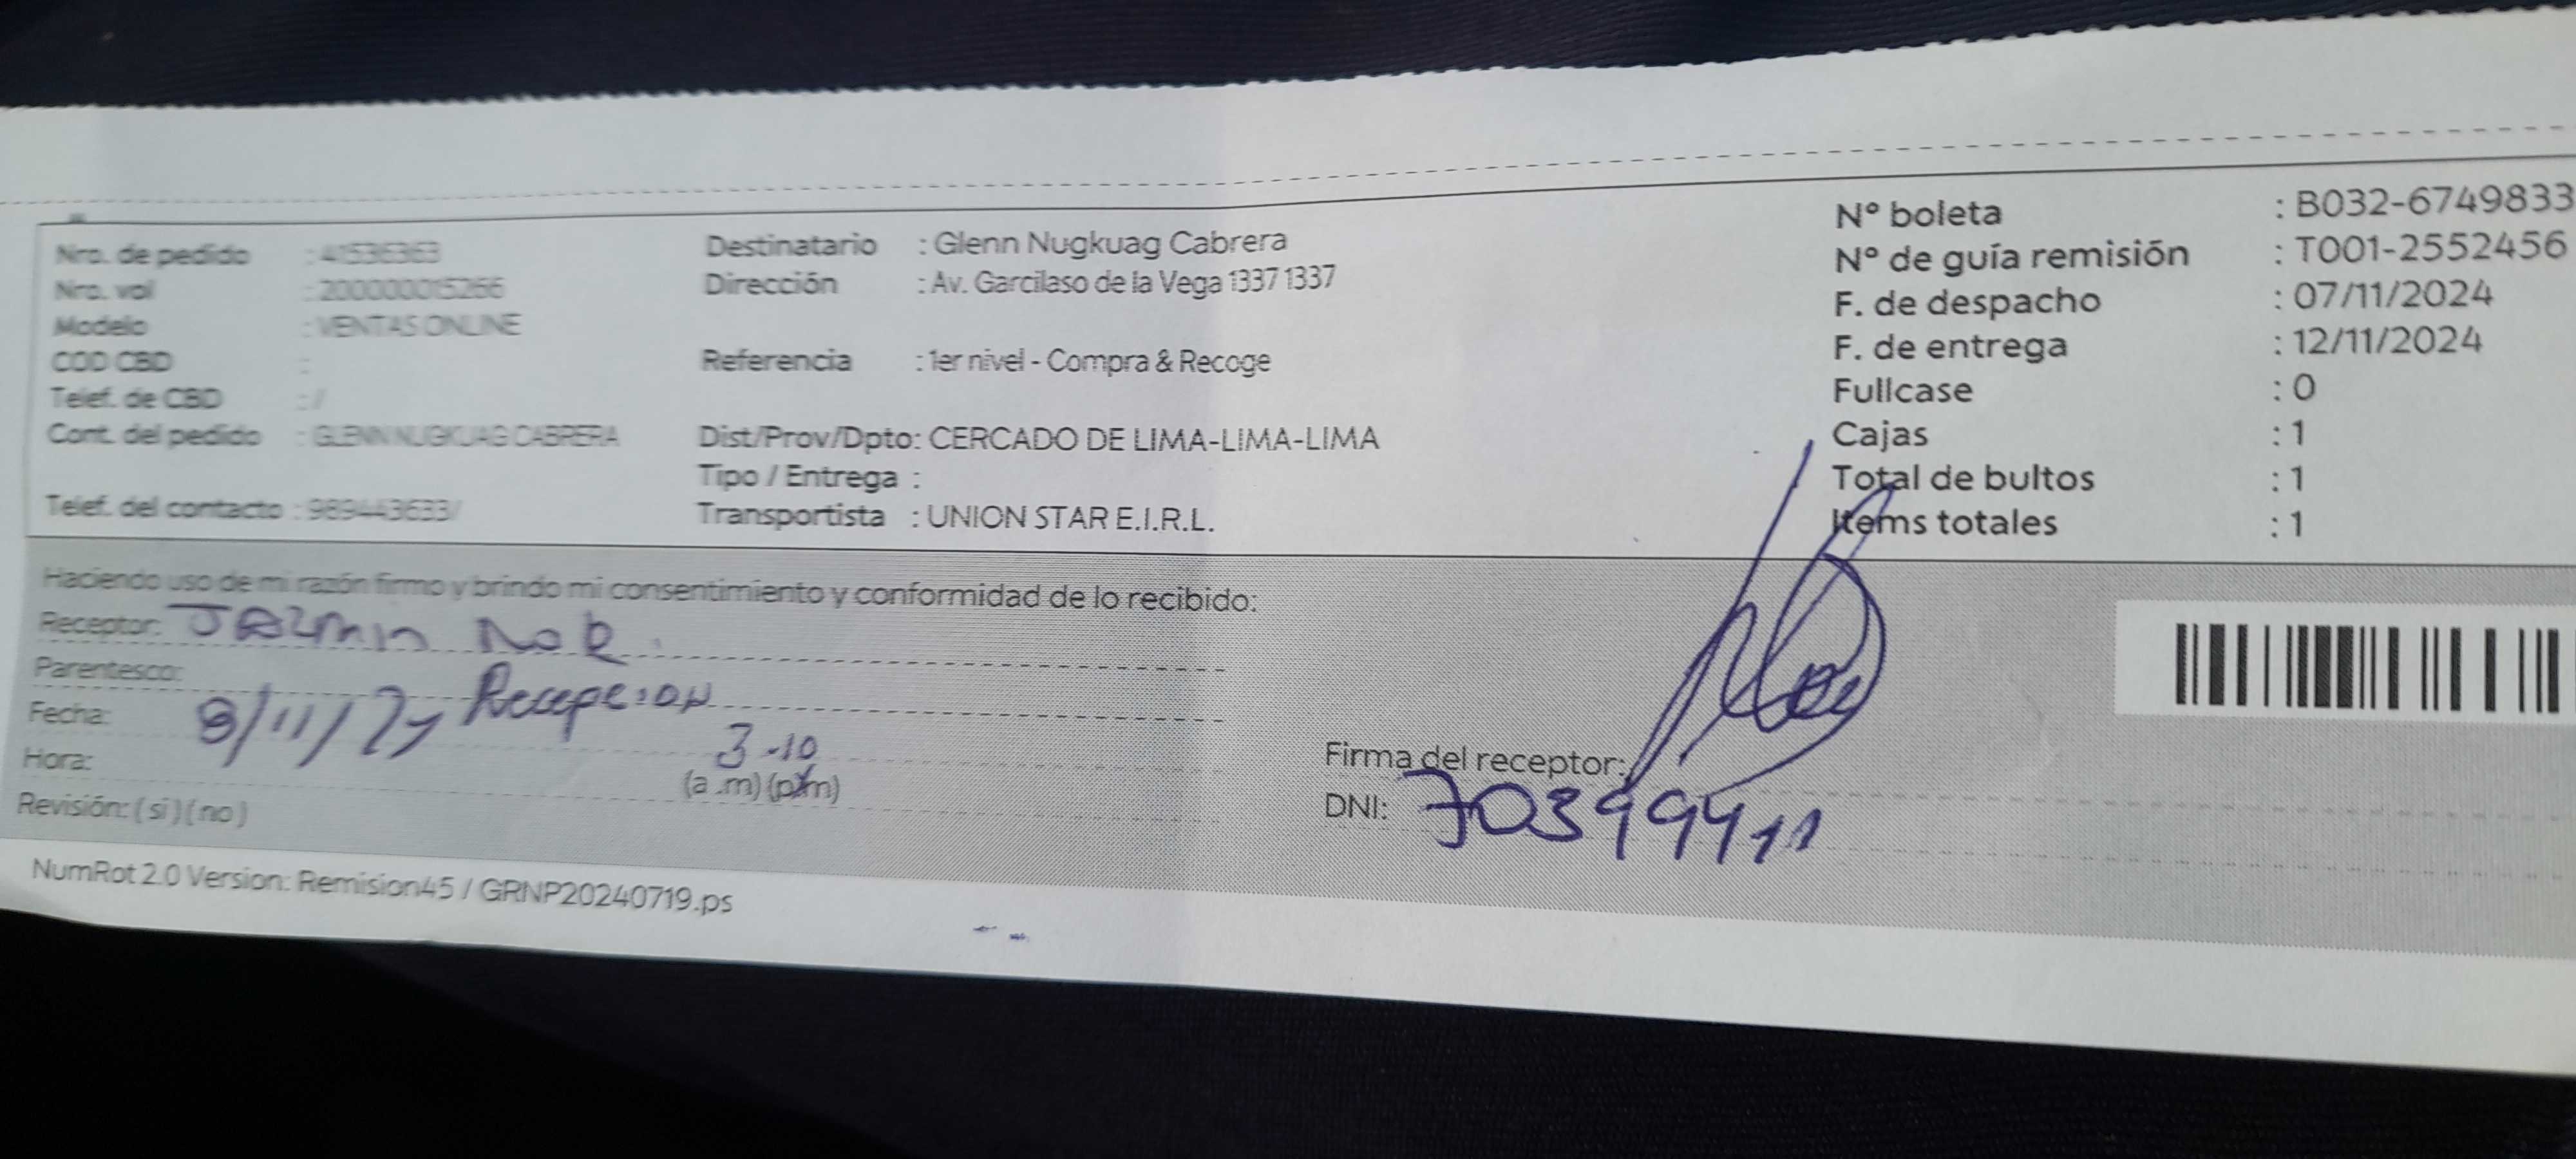 Nro. de pedido : 41536363
Nro. vol : 200000015266
Modelo : VENTAS ONLINE
COD CBD :
Telef. de CBD : /
Cont. del pedido : GLENN NUGKUAG CABRERA
Telef. del contacto : 989443633/
Destinatario : Glenn Nugkuag Cabrera
Dirección : Av. Garcilaso de la Vega 1337 1337
Referencia : 1er nivel - Compra & Recoge
Dist/Prov/Dpto: CERCADO DE LIMA-LIMA-LIMA
Tipo / Entrega :
Transportista : UNION STAR E.I.R.L.
Nº boleta : B032-6749833
Nº de guía remisión : T001-2552456
F. de despacho : 07/11/2024
F. de entrega : 12/11/2024
Fullcase : 0
Cajas : 1
Total de bultos : 1
Items totales : 1
Haciendo uso de mi razón firmo y brindo mi consentimiento y conformidad de lo recibido:
Receptor: Jazmin
Parentesco: Recepcion
Fecha: 8/11/24
Hora: 3-10
(a .m) (p.m)
Revisión: ( si ) ( no )
Firma del receptor:
DNI: 70399411
NumRot 2.0 Version: Remision45 / GRNP20240719.ps